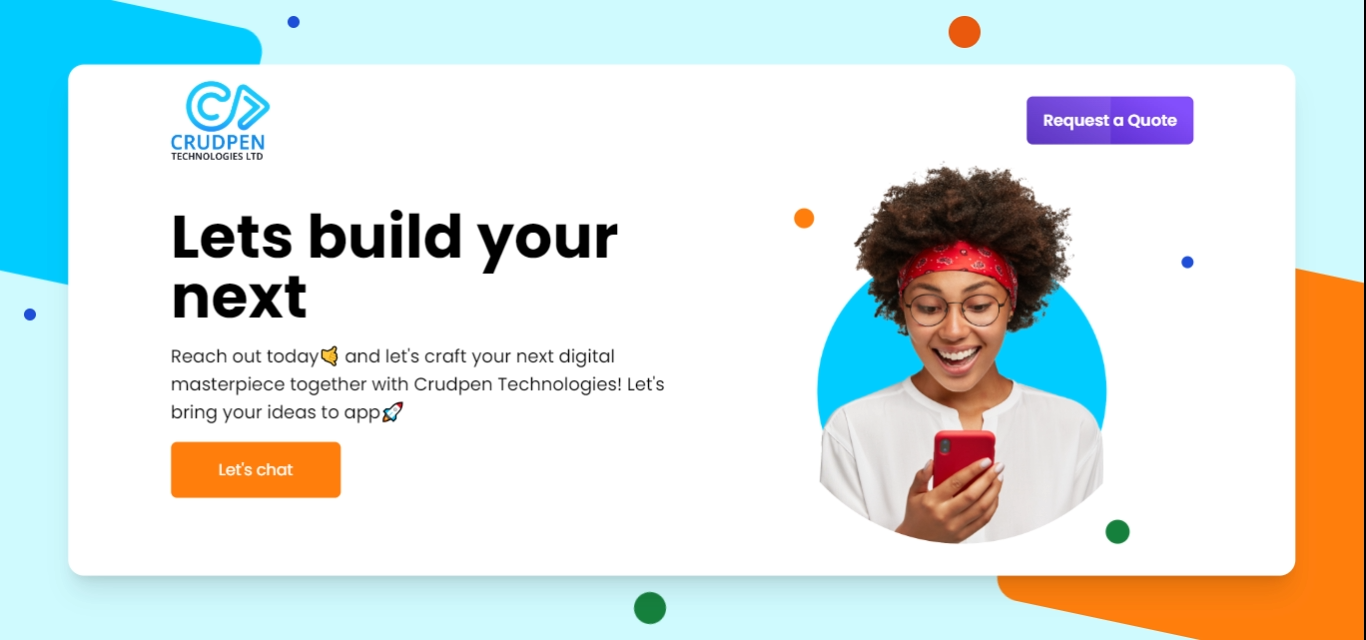 CRUDPEN
TECHNOLOGIES LTD
Request a Quote
Lets build your
next
Reach out today🤙 and let's craft your next digital
masterpiece together with Crudpen Technologies! Let's
bring your ideas to app🚀
Let's chat